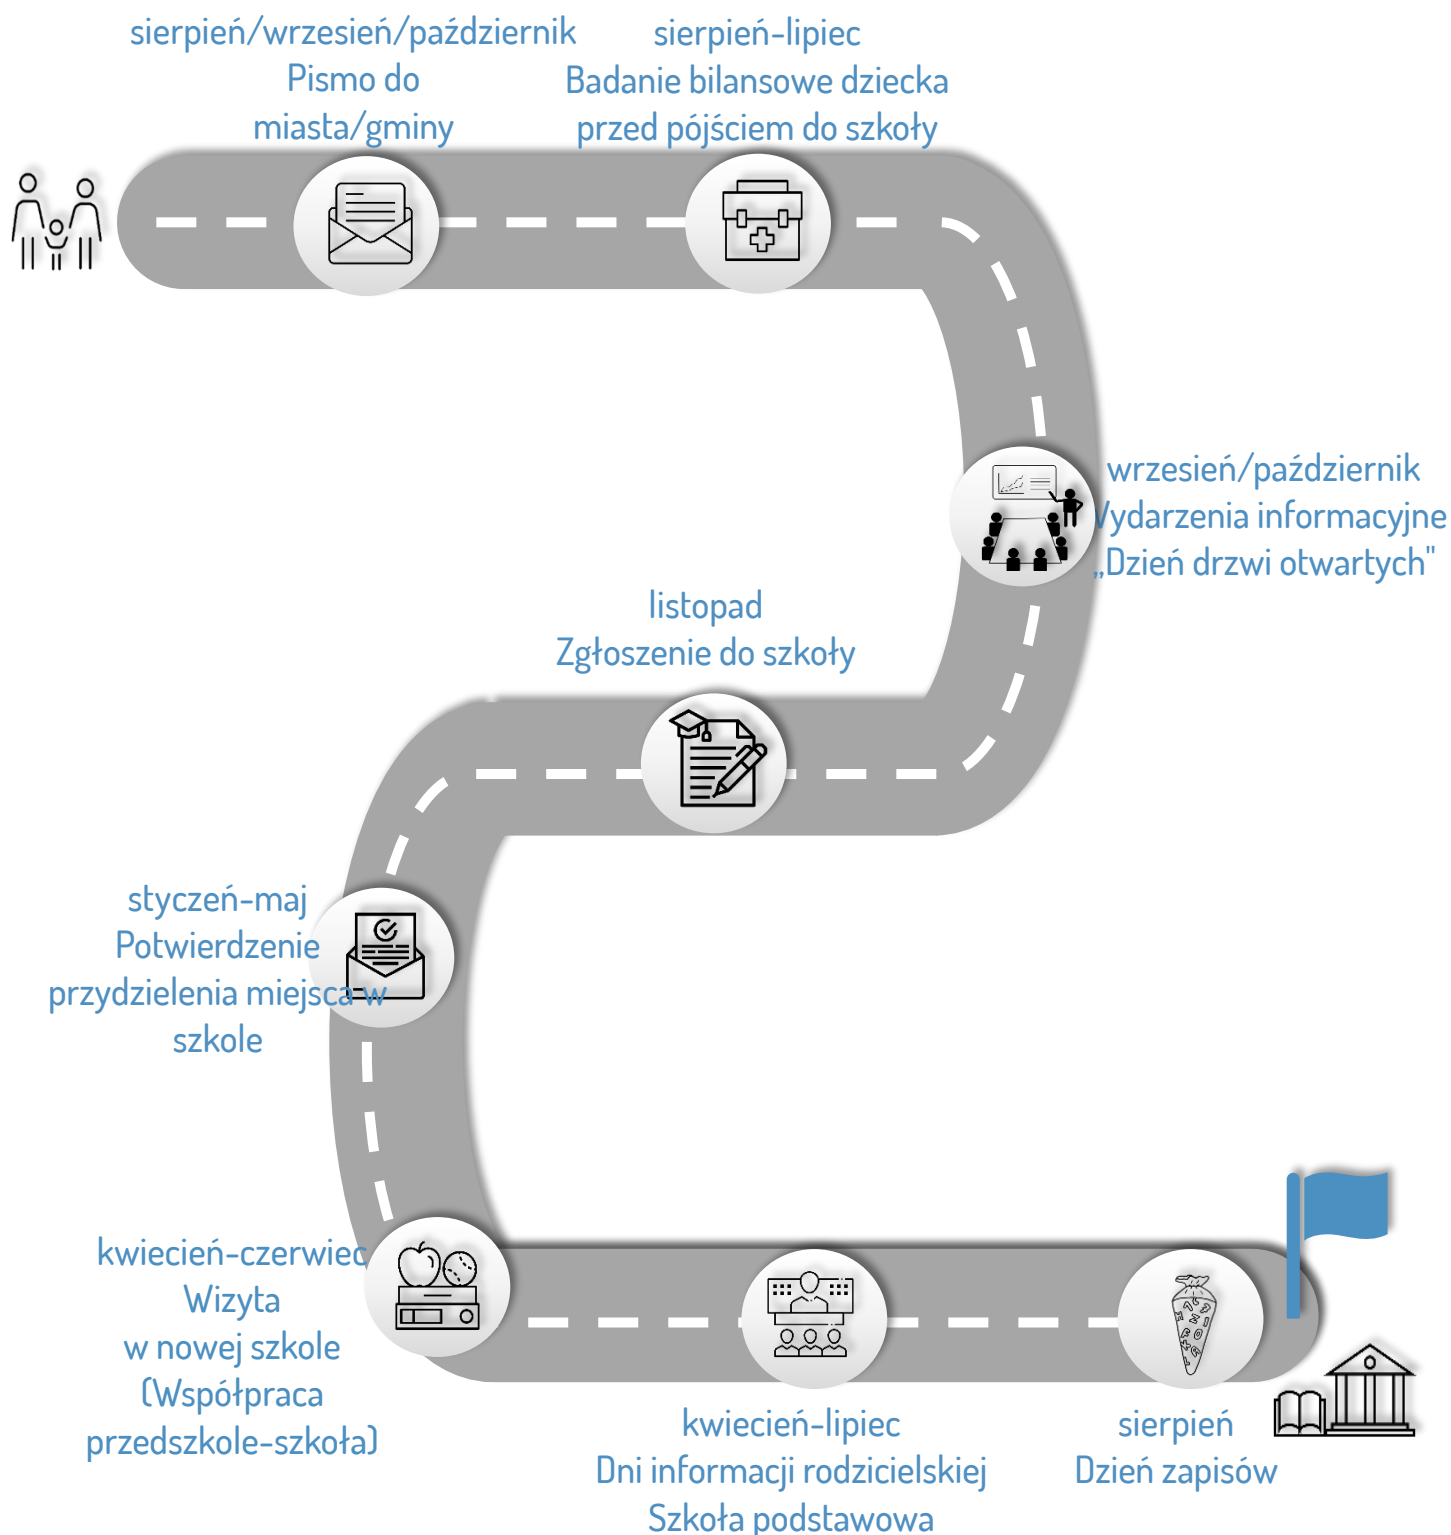 sierpień/wrzesień/październik
Pismo do
miasta/gminy
sierpień-lipiec
Badanie bilansowe dziecka
przed pójściem do szkoły
wrzesień/październik
Wydarzenia informacyjne
„Dzień drzwi otwartych"
listopad
Zgłoszenie do szkoły
styczeń-maj
Potwierdzenie
przydzielenia miejsca w
szkole
kwiecień-czerwiec
Wizyta
w nowej szkole
(Współpraca
przedszkole-szkoła)
kwiecień-lipiec
Dni informacji rodzicielskiej
Szkoła podstawowa
sierpień
Dzień zapisów